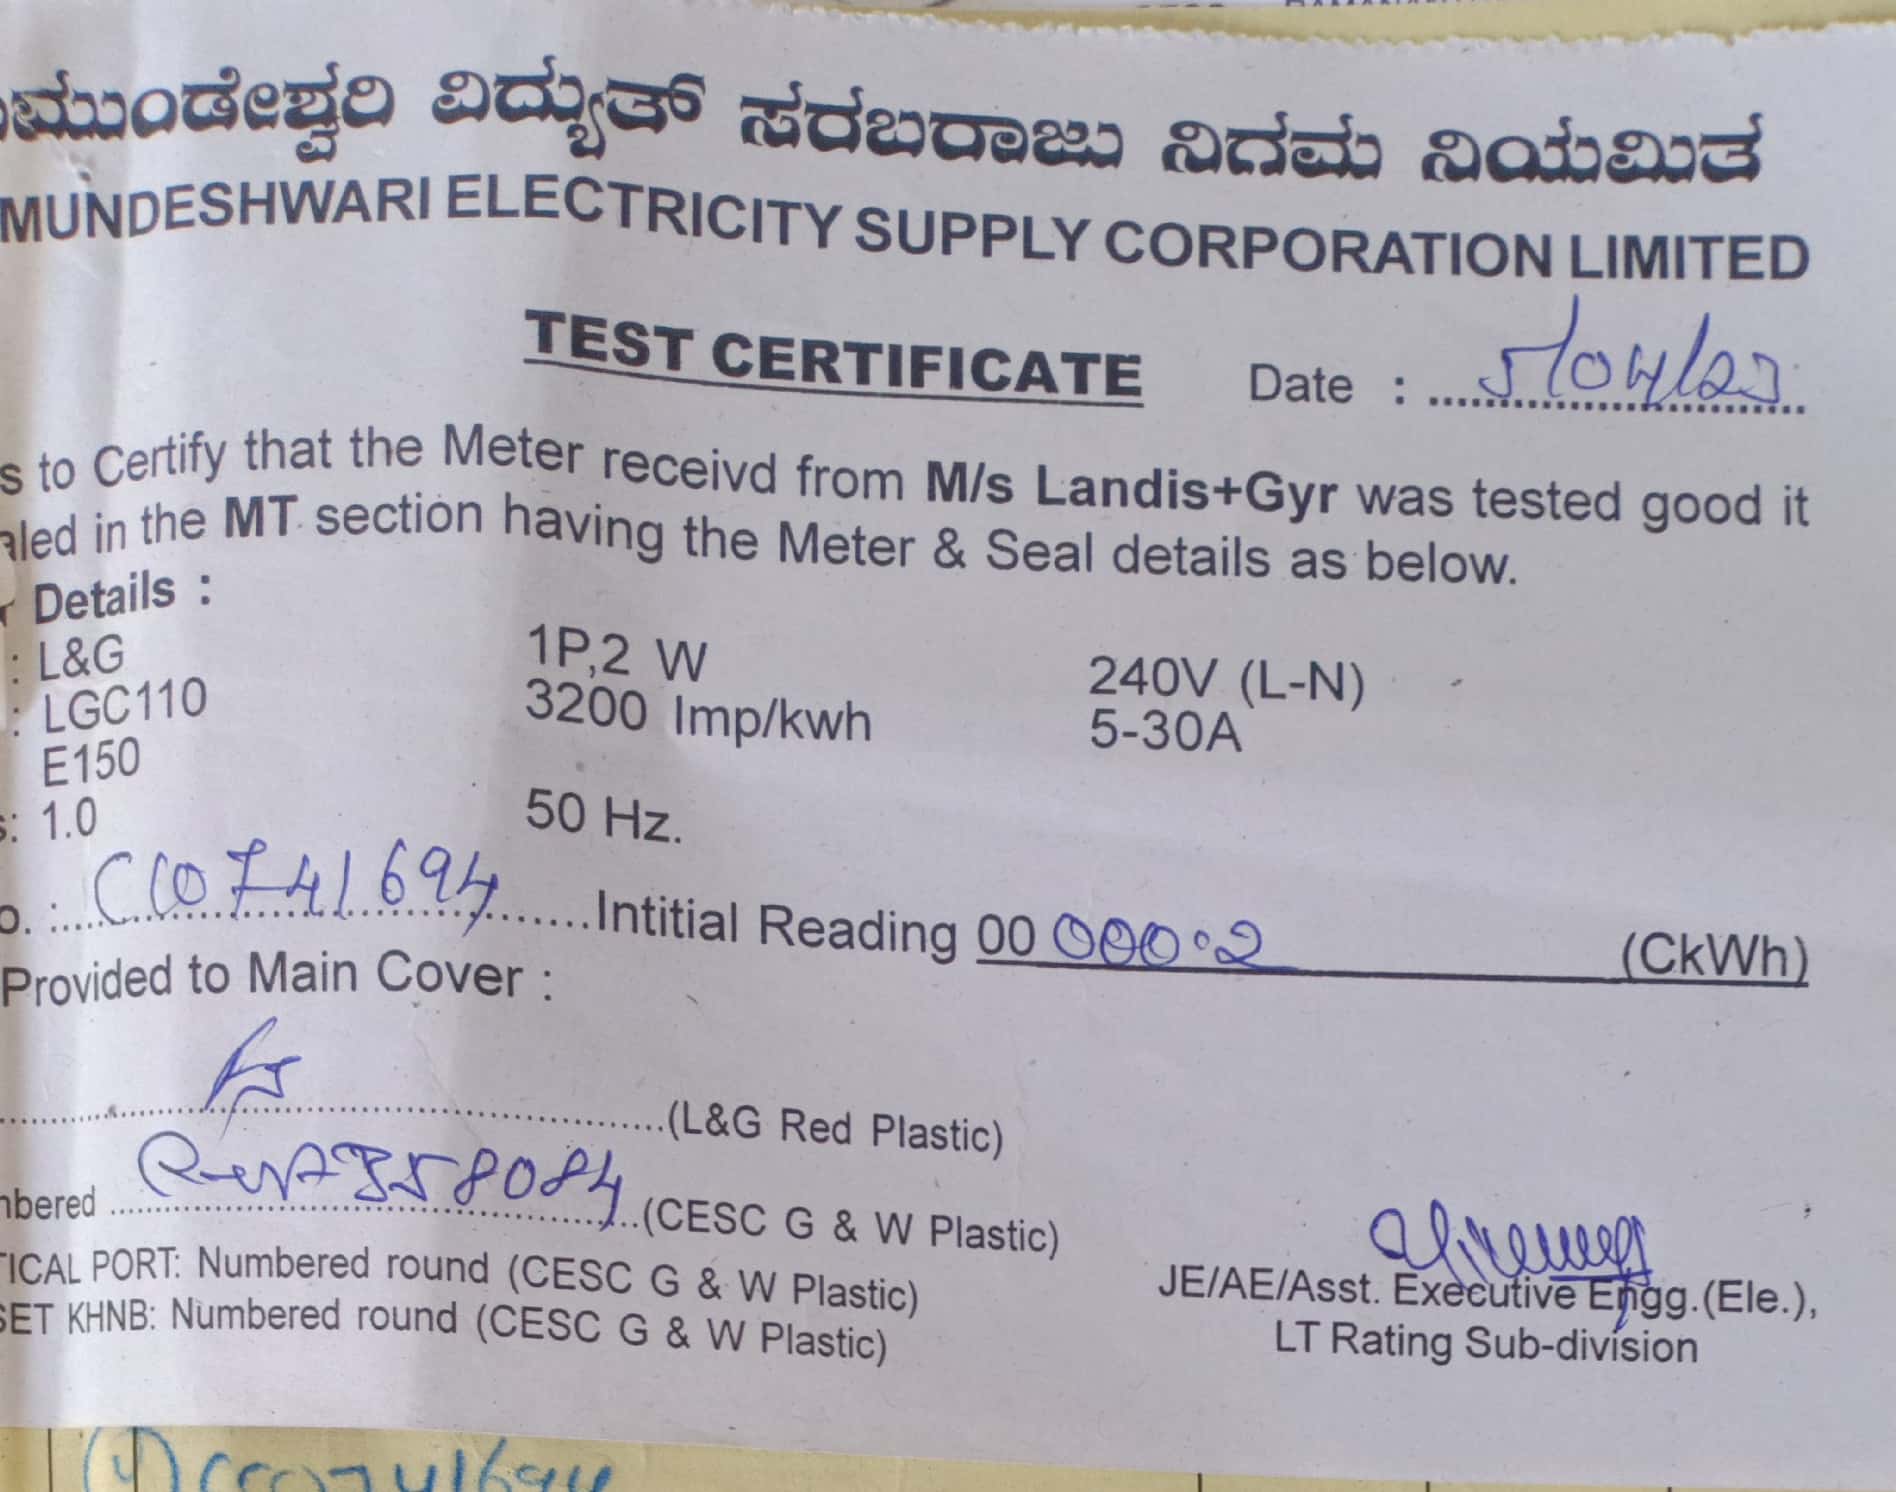 ಮುಂಡೇಶ್ವರಿ ವಿದ್ಯುತ್ ಸರಬರಾಜು ನಿಗಮ ನಿಯಮಿತ
MUNDESHWARI ELECTRICITY SUPPLY CORPORATION LIMITED
TEST CERTIFICATE Date : 5/04/23
s to Certify that the Meter receivd from M/s Landis+Gyr was tested good it
aled in the MT section having the Meter & Seal details as below.
r Details :
: L&G 1P,2 W 240V (L-N)
: LGC110 3200 Imp/kwh 5-30A
E150
s: 1.0 50 Hz.
o. : CC0741694 Intitial Reading 00 000.2 (CkWh)
Provided to Main Cover :
(L&G Red Plastic)
nbered 358084 (CESC G & W Plastic)
TICAL PORT: Numbered round (CESC G & W Plastic)
SET KHNB: Numbered round (CESC G & W Plastic)
JE/AE/Asst. Executive Engg.(Ele.),
LT Rating Sub-division